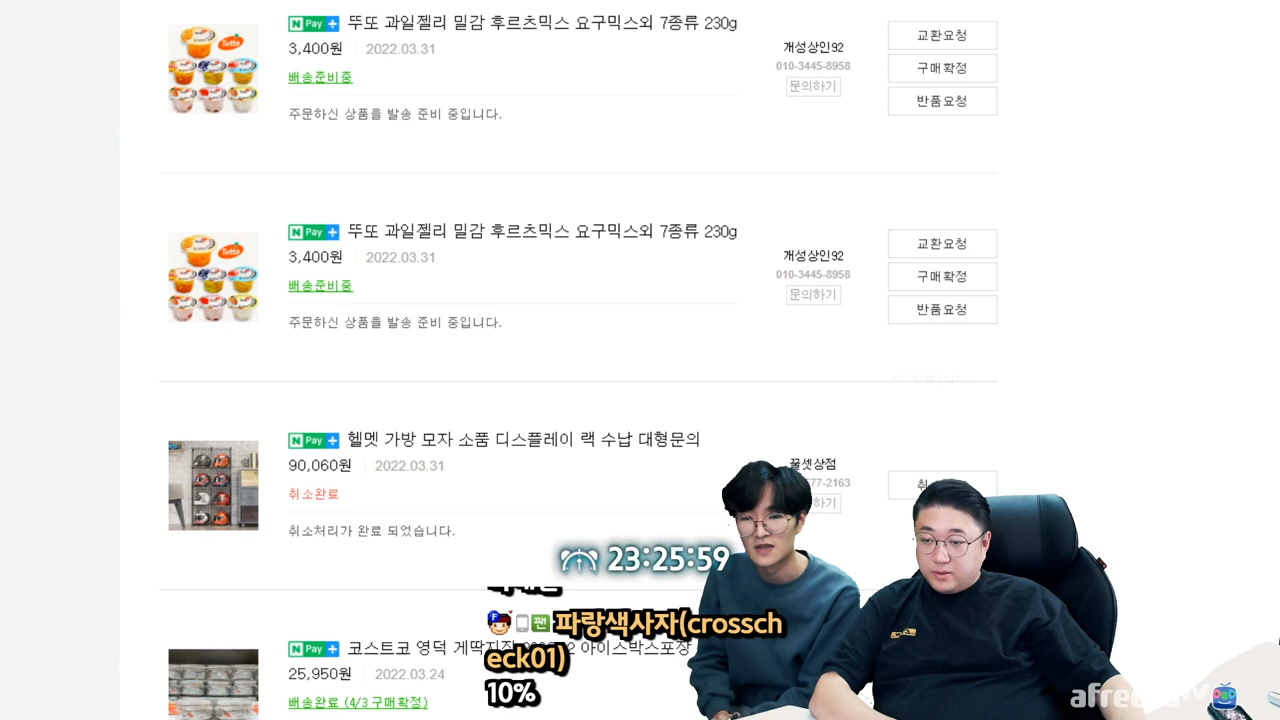 N Pay + 뚜또 과일젤리 밀감 후르츠믹스 요구믹스외 7종류 230g
3,400원 2022.03.31
배송준비중
주문하신 상품을 발송 준비 중입니다.
개성상인92
010-3445-8958
문의하기
교환요청
구매확정
반품요청
Tutto
N Pay + 뚜또 과일젤리 밀감 후르츠믹스 요구믹스외 7종류 230g
3,400원 2022.03.31
배송준비중
주문하신 상품을 발송 준비 중입니다.
개성상인92
010-3445-8958
문의하기
교환요청
구매확정
반품요청
Tutto
N Pay + 헬멧 가방 모자 소품 디스플레이 랙 수납 대형문의
90,060원 2022.03.31
취소완료
취소처리가 완료 되었습니다.
꿀셋상점
77-2163
하기
23:25:59
N Pay + 코스트코 영덕 게딱지장 아이스박스포장
25,950원 2022.03.24
배송완료 (4/3 구매확정)
F 팬 파랑색사자(crossch
eck01)
10%